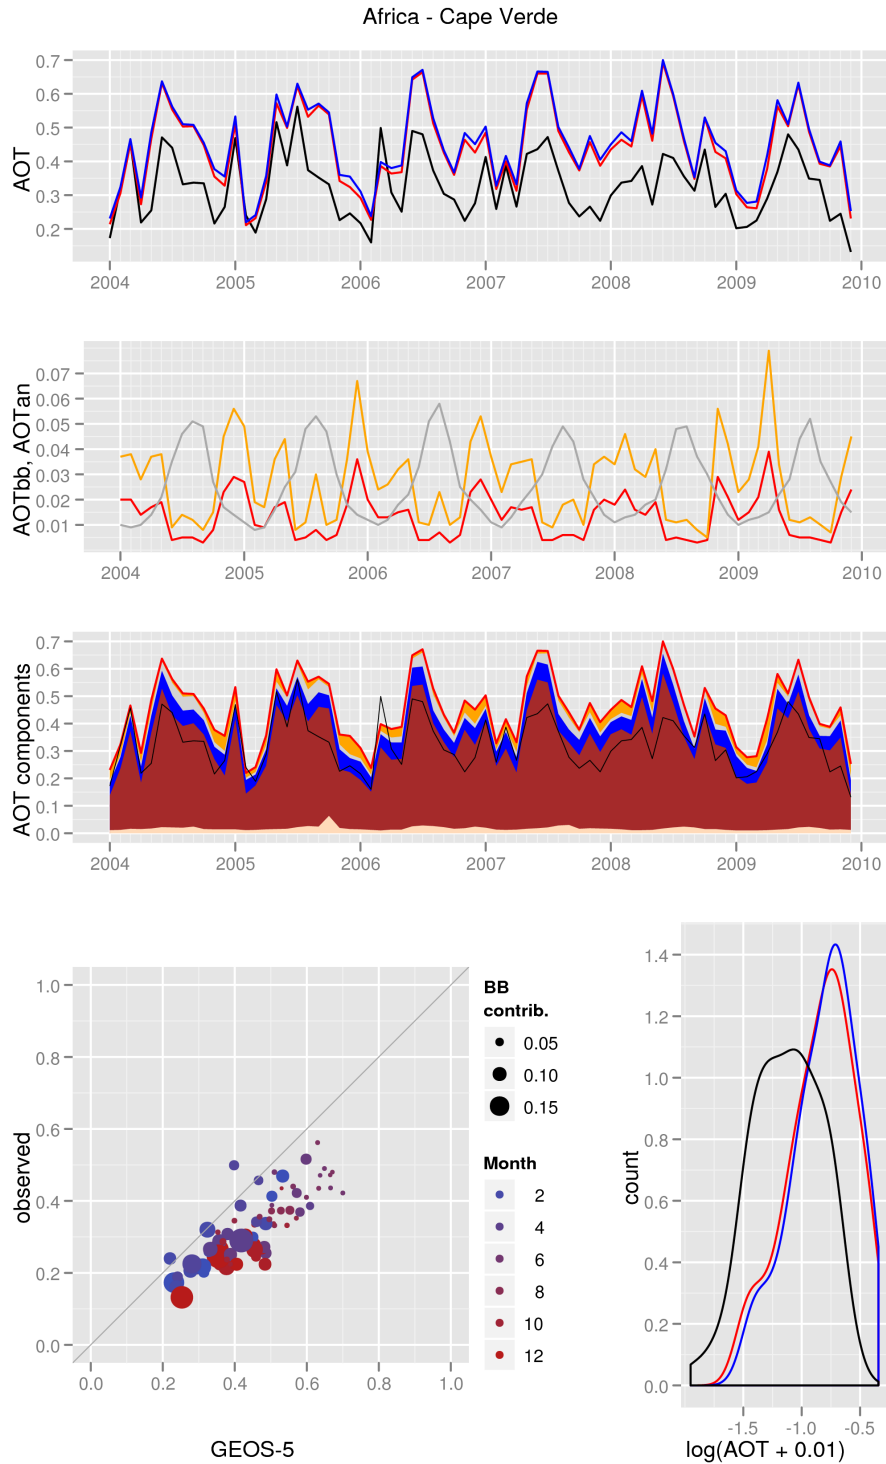 Africa - Cape Verde
AOT
0.7
0.6
0.5
0.4
0.3
0.2
2004 2005 2006 2007 2008 2009 2010
AOTbb, AOTan
0.07
0.06
0.05
0.04
0.03
0.02
0.01
2004 2005 2006 2007 2008 2009 2010
AOT components
0.7
0.6
0.5
0.4
0.3
0.2
0.1
0.0
2004 2005 2006 2007 2008 2009 2010
observed
1.0
0.8
0.6
0.4
0.2
0.0
0.0 0.2 0.4 0.6 0.8 1.0
GEOS-5
BB
contrib.
0.05
0.10
0.15
Month
2
4
6
8
10
12
count
1.4
1.2
1.0
0.8
0.6
0.4
0.2
0.0
-1.5 -1.0 -0.5
log(AOT + 0.01)